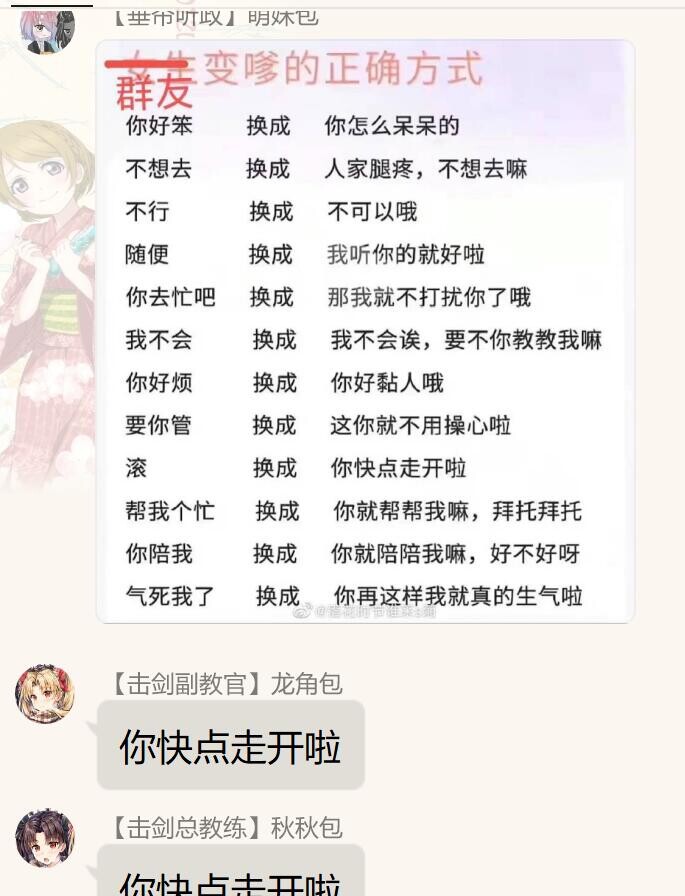 【垂帘听政】萌妹包
女生变嗲的正确方式
群友
你好笨 换成 你怎么呆呆的
不想去 换成 人家腿疼，不想去嘛
不行 换成 不可以哦
随便 换成 我听你的就好啦
你去忙吧 换成 那我就不打扰你了哦
我不会 换成 我不会诶，要不你教教我嘛
你好烦 换成 你好黏人哦
要你管 换成 这你就不用操心啦
滚 换成 你快点走开啦
帮我个忙 换成 你就帮帮我嘛，拜托拜托
你陪我 换成 你就陪陪我嘛，好不好呀
气死我了 换成 你再这样我就真的生气啦
【击剑副教官】龙角包
你快点走开啦
【击剑总教练】秋秋包
你快点走开啦